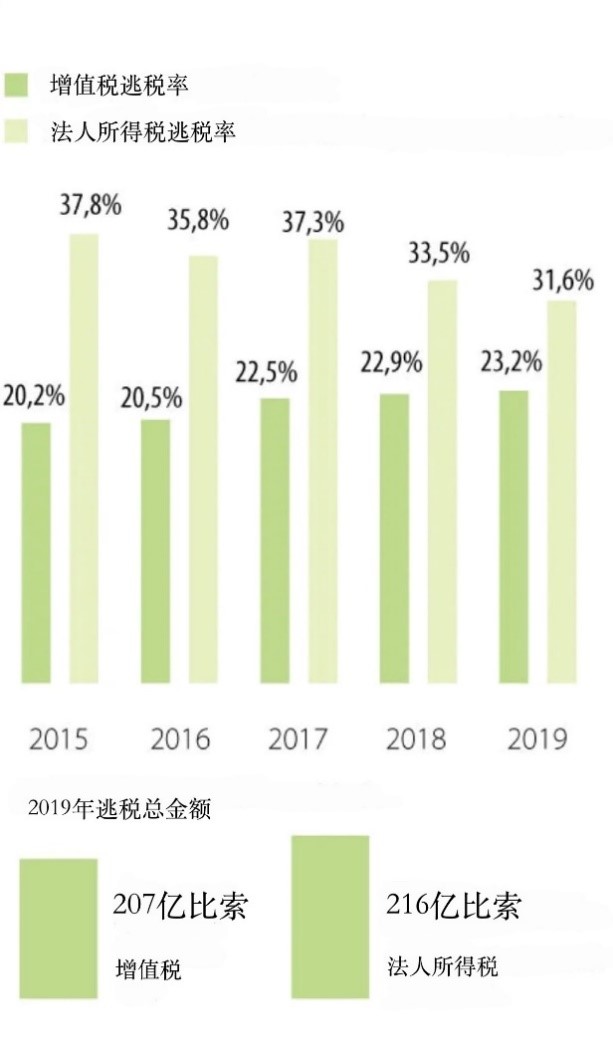 增值税逃税率
法人所得税逃税率
37,8%
35,8%
37,3%
33,5%
31,6%
20,2%
20,5%
22,5%
22,9%
23,2%
2015
2016
2017
2018
2019
2019年逃税总金额
207亿比索
216亿比索
增值税
法人所得税